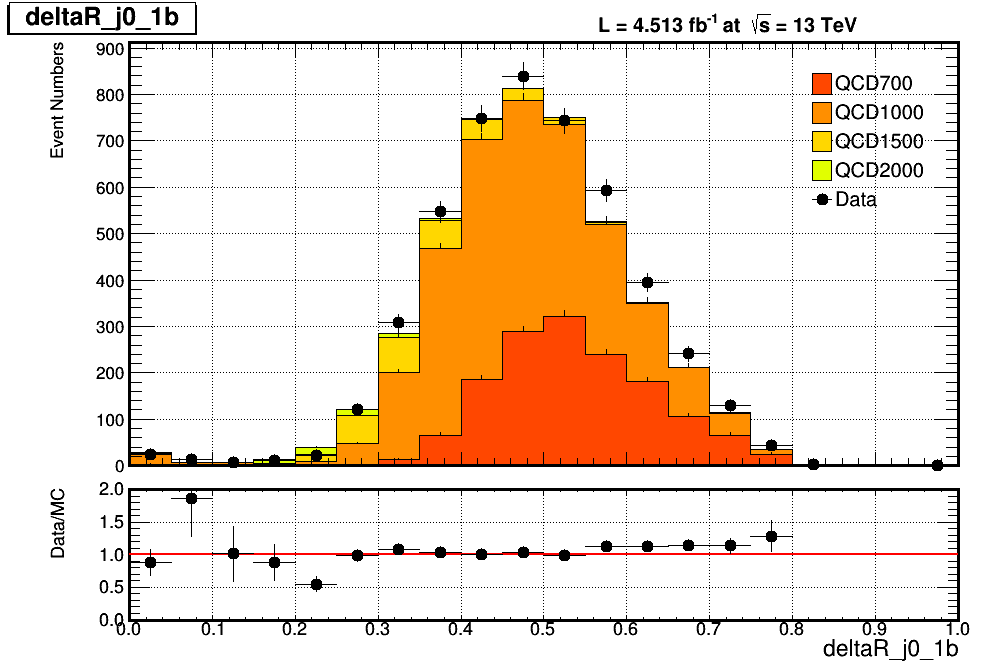 deltaR_j0_1b
L = 4.513 fb⁻¹ at √s = 13 TeV
Event Numbers
900
800
700
600
500
400
300
200
100
0
QCD700
QCD1000
QCD1500
QCD2000
Data
Data/MC
2.0
1.5
1.0
0.5
0.0
0.0 0.1 0.2 0.3 0.4 0.5 0.6 0.7 0.8 0.9 1.0
deltaR_j0_1b